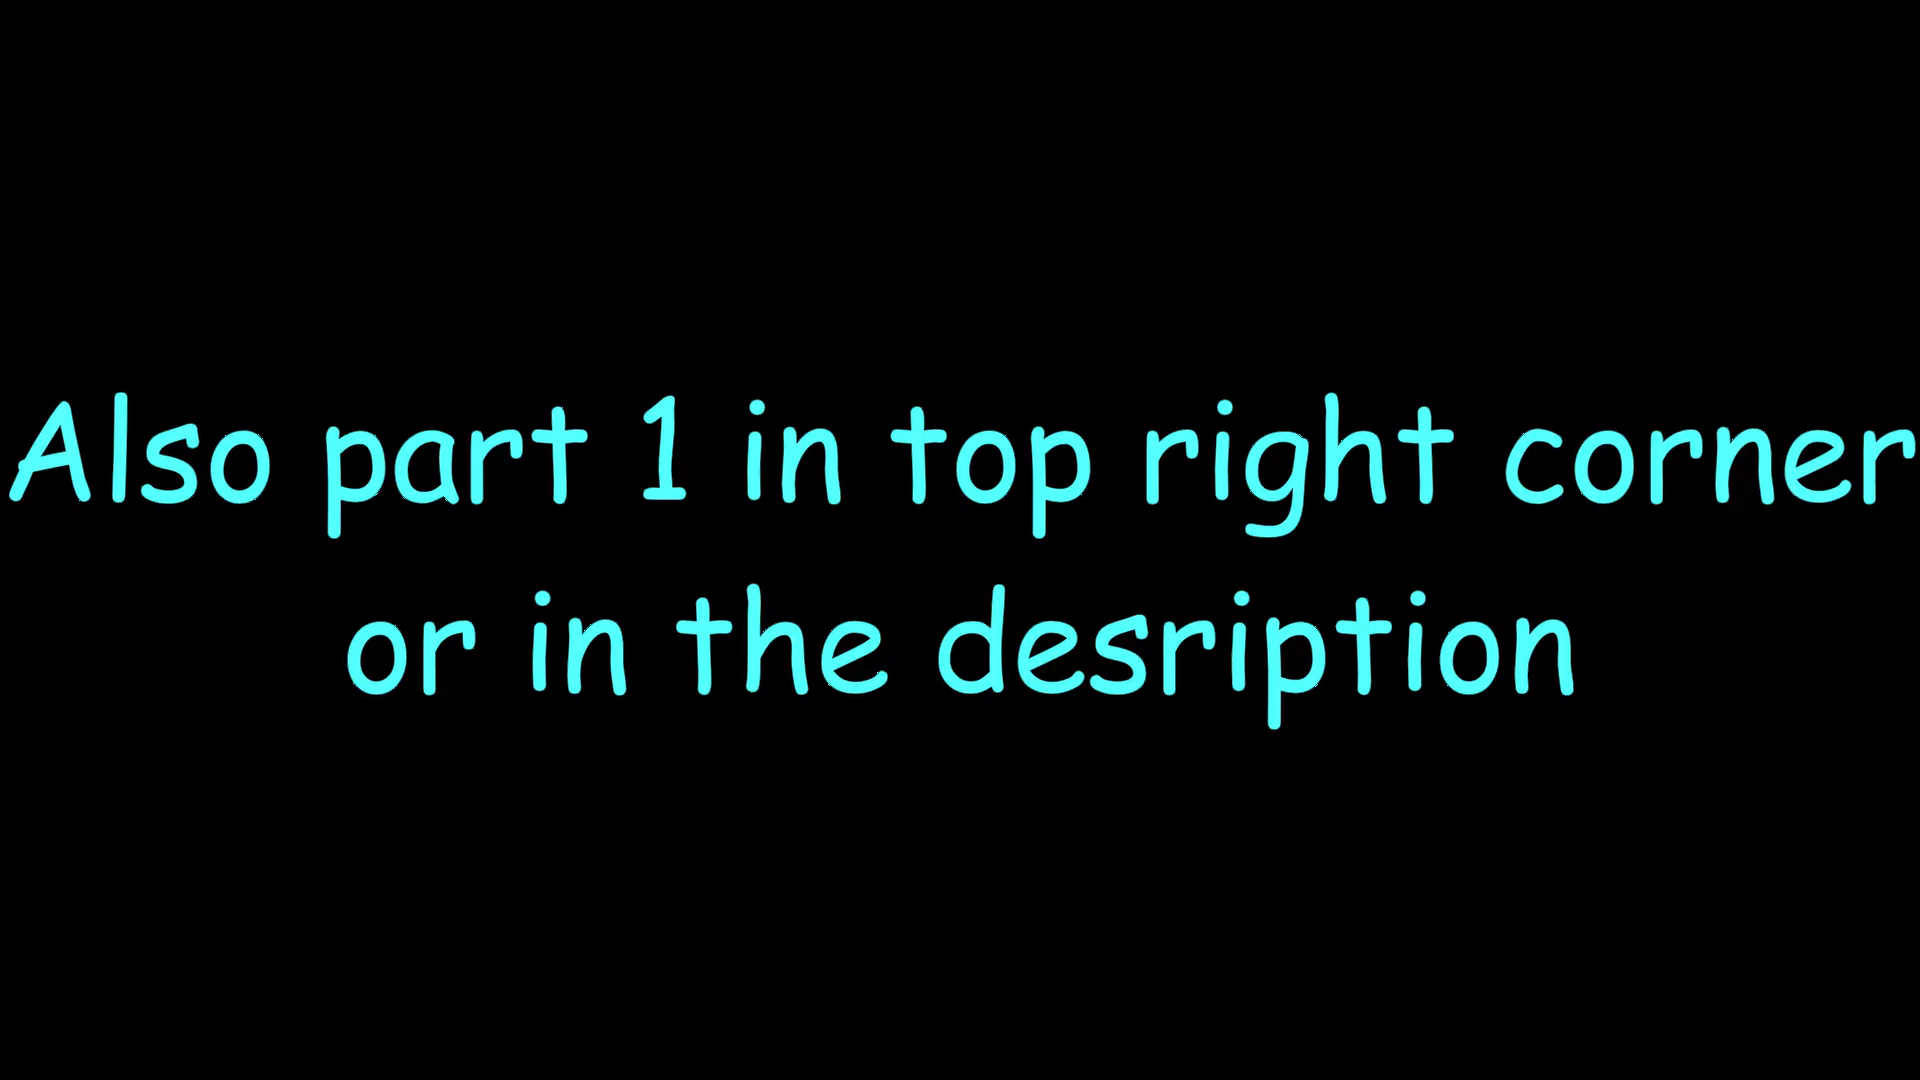 Also part 1 in top right corner
or in the desription